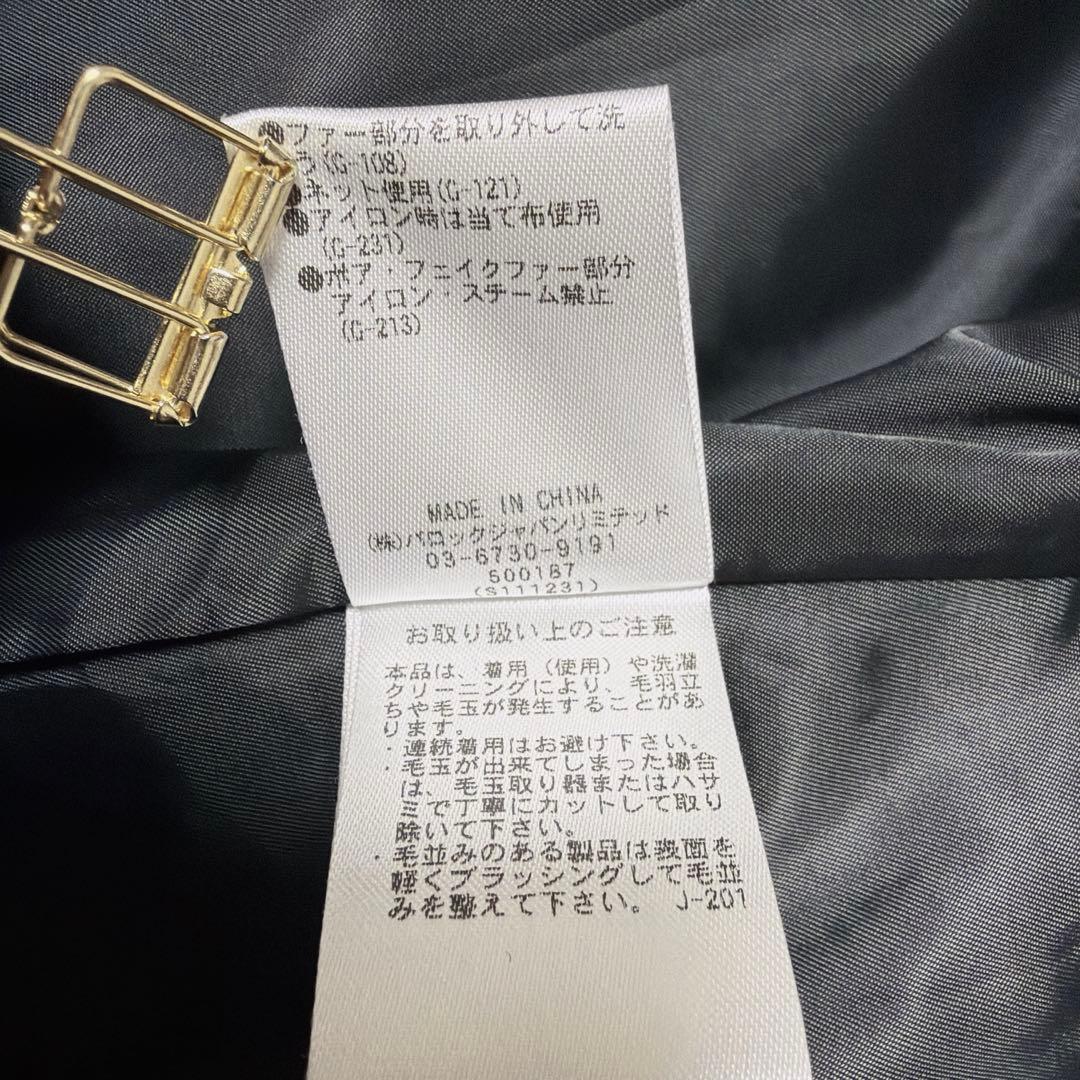 ●ファー部分を取り外して洗
う(G-108)
●ネット使用(G-121)
●アイロン時は当て布使用
(G-231)
●ボア・フェイクファー部分
アイロン・スチーム禁止
(G-213)
MADE IN CHINA
(株)バロックジャパンリミテッド
03-6730-9191
500187
(S111231)
お取り扱い上のご注意
本品は、着用（使用）や洗濯
クリーニングにより、毛羽立
ちや毛玉が発生することがあ
ります。
・連続着用はお避け下さい。
・毛玉が出来てしまった場合
は、毛玉取り器またはハサ
ミで丁寧にカットして取り
除いて下さい。
・毛並みのある製品は表面を
軽くブラッシングして毛並
みを整えて下さい。 J-201